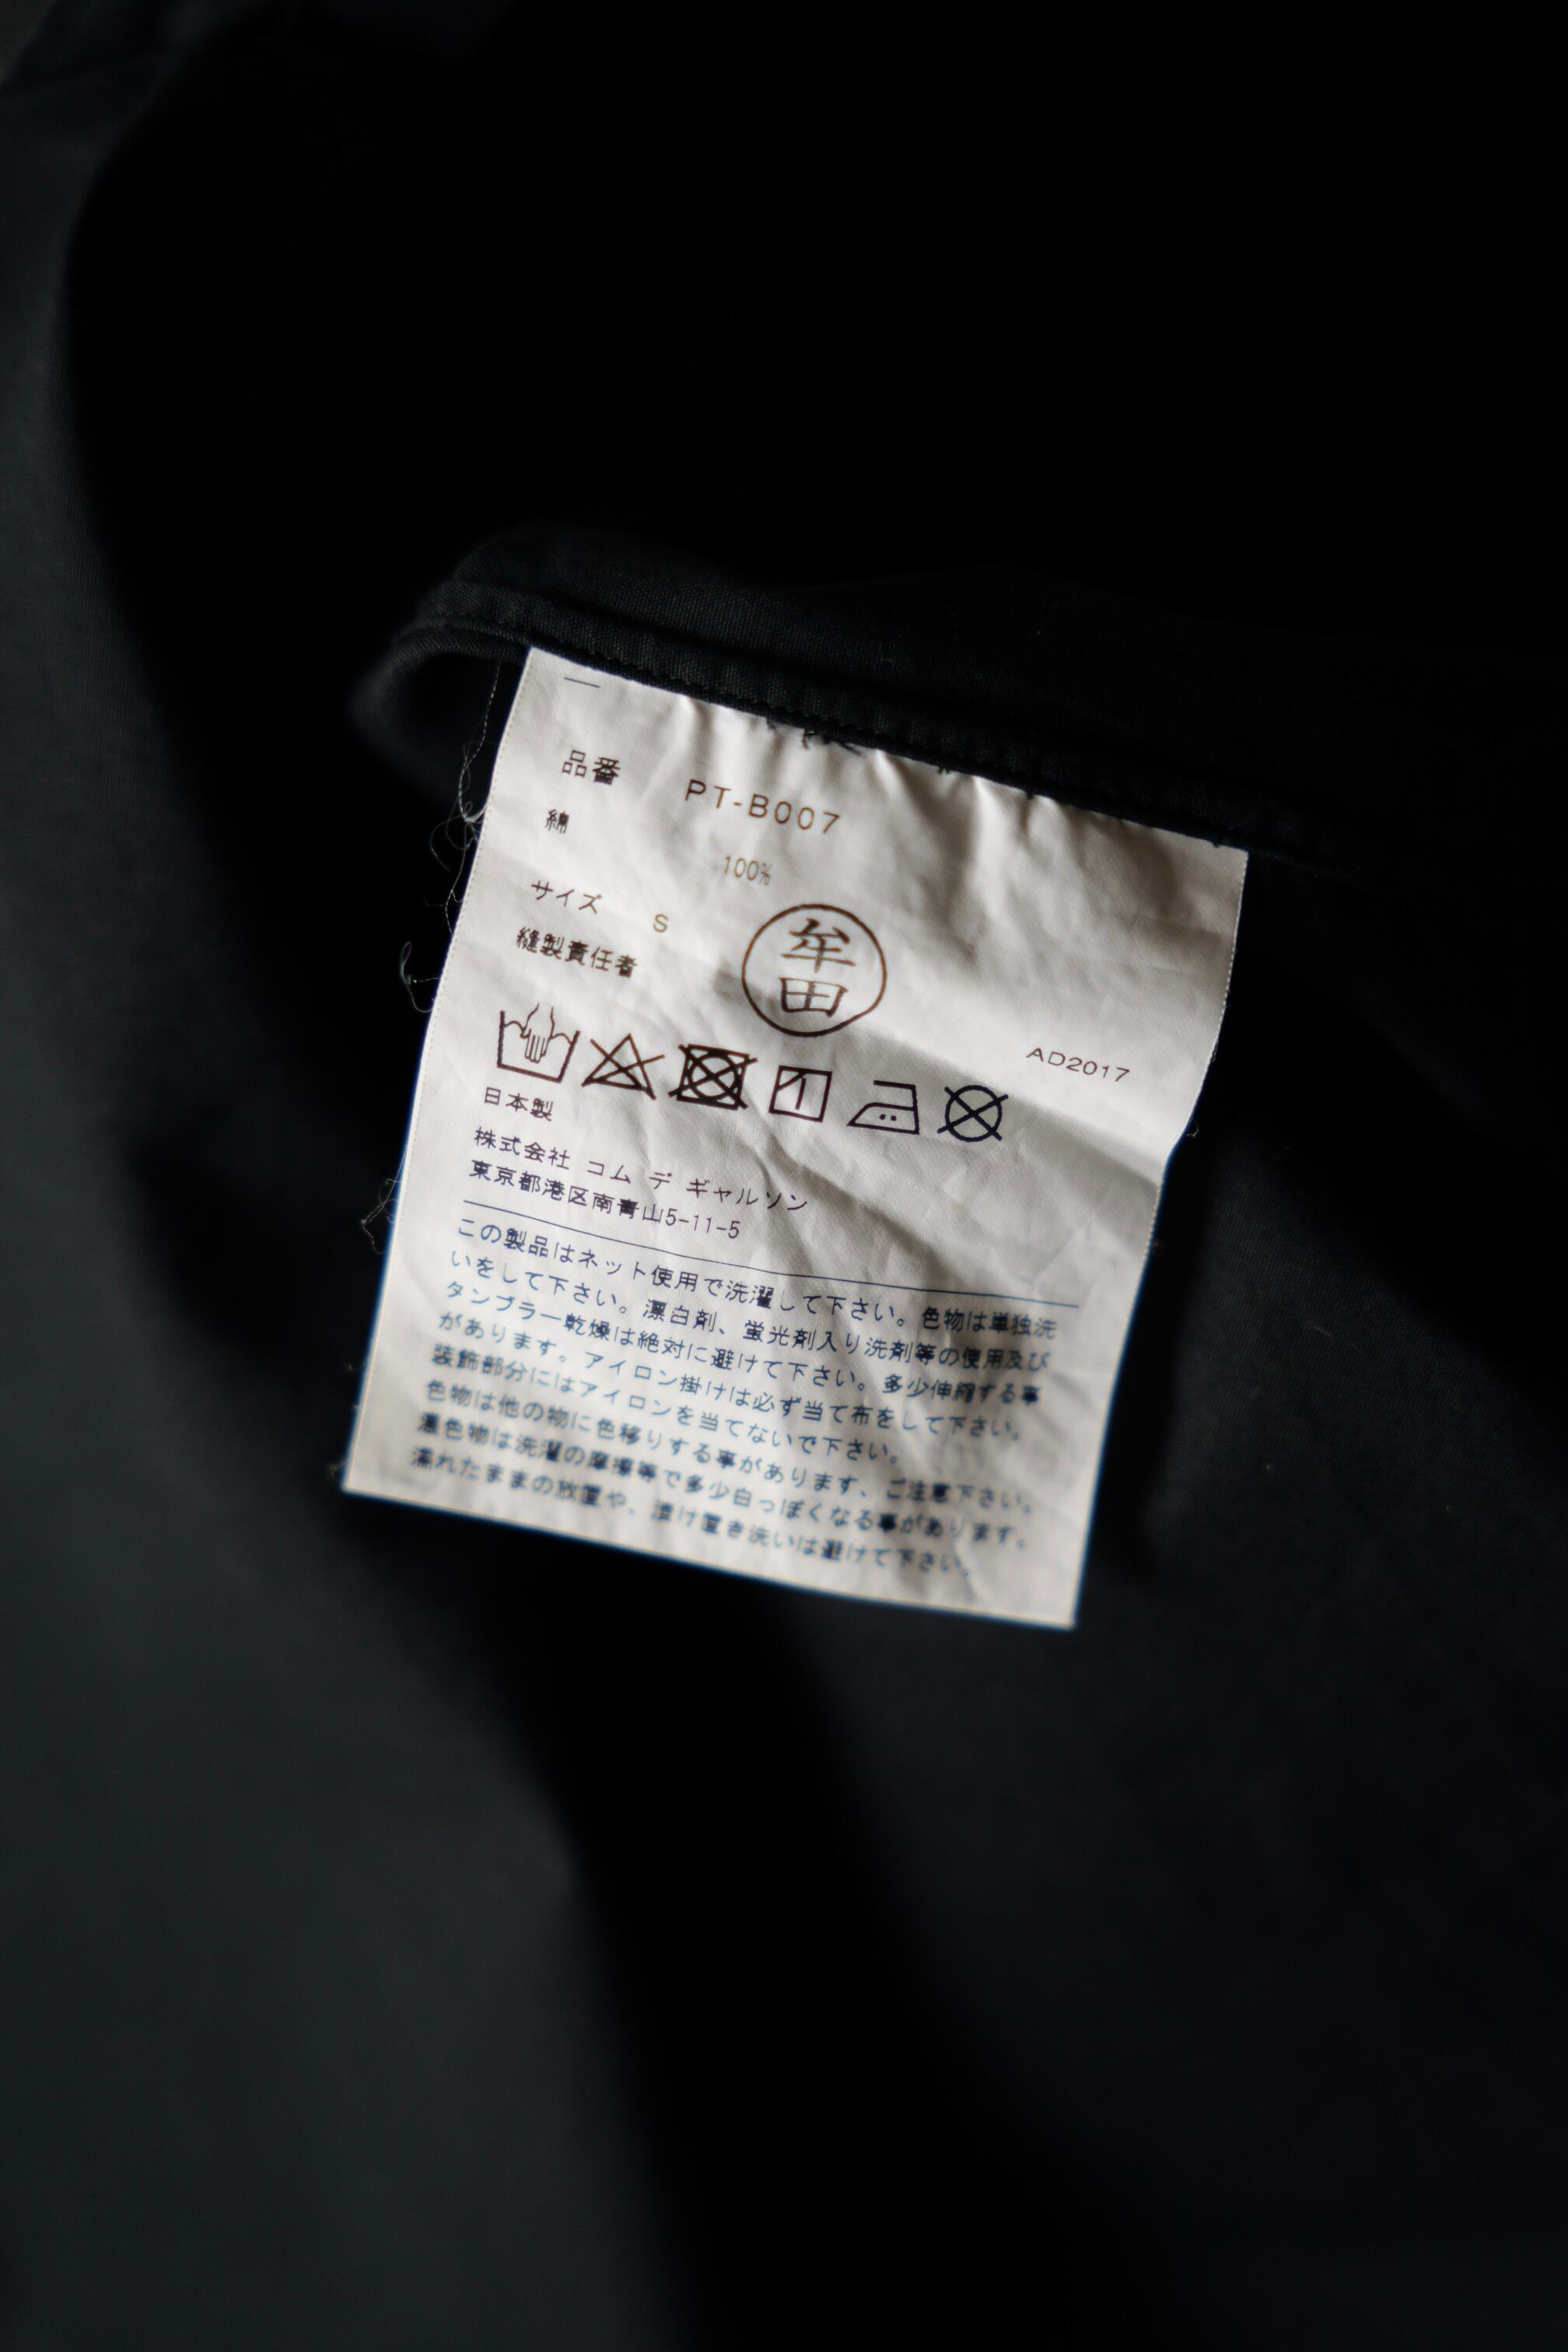 品番 PT-B007
綿 100%
サイズ S
縫製責任者 牟田
AD2017
日本製
株式会社 コム デ ギャルソン
東京都港区南青山5-11-5
この製品はネット使用で洗濯して下さい。色物は単独洗
いをして下さい。漂白剤、蛍光剤入り洗剤等の使用及び
タンブラー乾燥は絶対に避けて下さい。多少伸縮する事
があります。アイロン掛けは必ず当て布をして下さい。
装飾部分にはアイロンを当てないで下さい。
色物は他の物に色移りする事があります、ご注意下さい。
濃色物は洗濯の摩擦等で多少白っぽくなる事があります。
濡れたままの放置や、漬け置き洗いは避けて下さい。